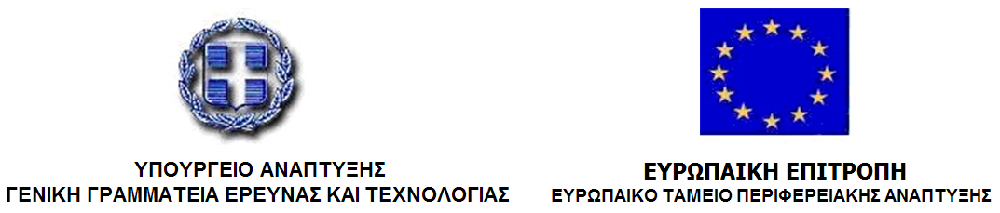 ΥΠΟΥΡΓΕΙΟ ΑΝΑΠΤΥΞΗΣ
ΓΕΝΙΚΗ ΓΡΑΜΜΑΤΕΙΑ ΕΡΕΥΝΑΣ ΚΑΙ ΤΕΧΝΟΛΟΓΙΑΣ
ΕΥΡΩΠΑΙΚΗ ΕΠΙΤΡΟΠΗ
ΕΥΡΩΠΑΙΚΟ ΤΑΜΕΙΟ ΠΕΡΙΦΕΡΕΙΑΚΗΣ ΑΝΑΠΤΥΞΗΣ